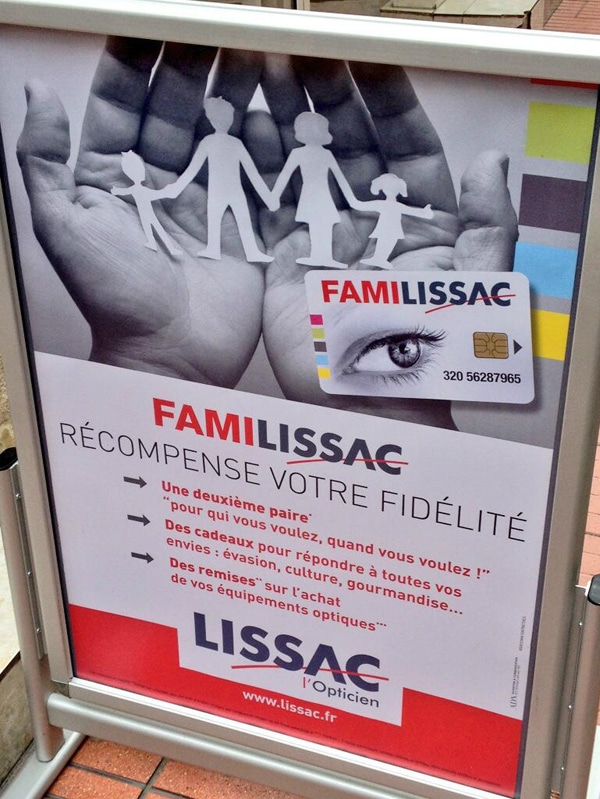 FAMILISSAC
320 56287965
FAMILISSAC
RÉCOMPENSE VOTRE FIDÉLITÉ
Une deuxième paire*
“pour qui vous voulez, quand vous voulez !”
Des cadeaux pour répondre à toutes vos
envies : évasion, culture, gourmandise...
Des remises** sur l'achat
de vos équipements optiques***
LISSAC
l'Opticien
www.lissac.fr